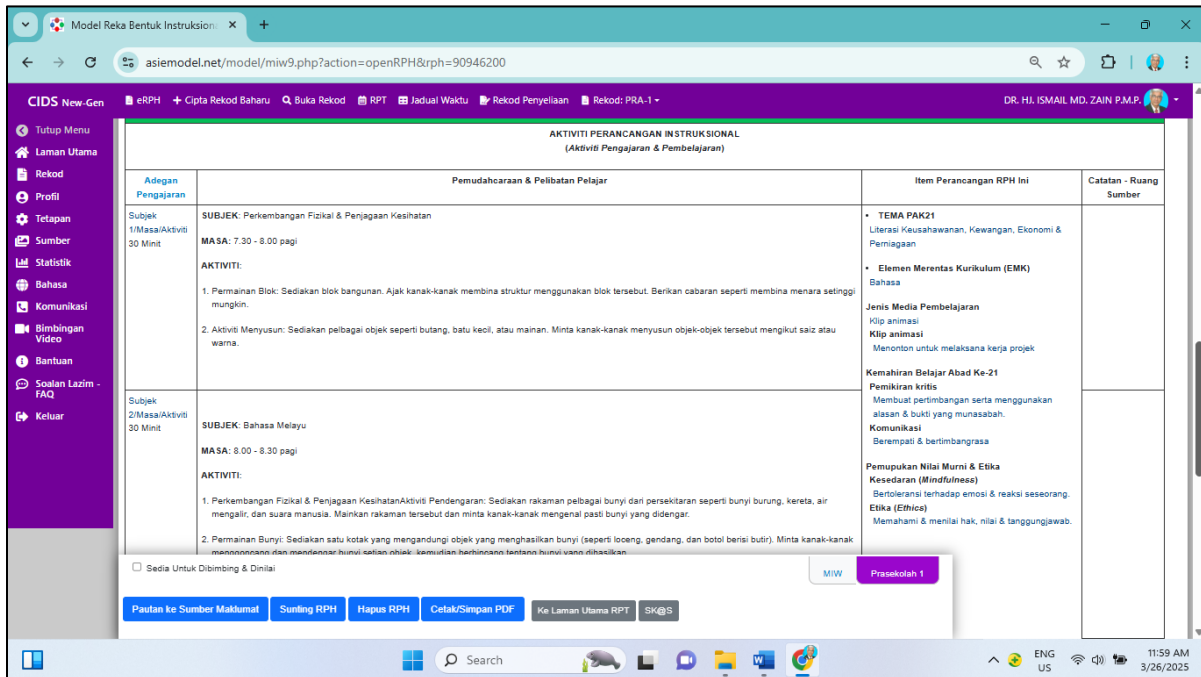 Model Reka Bentuk Instruksiona
asiemodel.net/model/miw9.php?action=openRPH&rph=90946200
CIDS New-Gen
eRPH
+ Cipta Rekod Baharu
Buka Rekod
RPT
Jadual Waktu
Rekod Penyeliaan
Rekod: PRA-1
DR. HJ. ISMAIL MD. ZAIN P.M.P.
Tutup Menu
Laman Utama
Rekod
Profil
Tetapan
Sumber
Statistik
Bahasa
Komunikasi
Bimbingan
Video
Bantuan
Soalan Lazim -
FAQ
Keluar
AKTIVITI PERANCANGAN INSTRUKSIONAL
(Aktiviti Pengajaran & Pembelajaran)
Adegan
Pengajaran
Pemudahcaraan & Pelibatan Pelajar
Item Perancangan RPH Ini
Catatan - Ruang
Sumber
Subjek
1/Masa/Aktiviti
30 Minit
SUBJEK: Perkembangan Fizikal & Penjagaan Kesihatan
MASA: 7.30 - 8.00 pagi
AKTIVITI:
1. Permainan Blok: Sediakan blok bangunan. Ajak kanak-kanak membina struktur menggunakan blok tersebut. Berikan cabaran seperti membina menara setinggi
mungkin.
2. Aktiviti Menyusun: Sediakan pelbagai objek seperti butang, batu kecil, atau mainan. Minta kanak-kanak menyusun objek-objek tersebut mengikut saiz atau
warna.
Subjek
2/Masa/Aktiviti
30 Minit
SUBJEK: Bahasa Melayu
MASA: 8.00 - 8.30 pagi
AKTIVITI:
1. Perkembangan Fizikal & Penjagaan KesihatanAktiviti Pendengaran: Sediakan rakaman pelbagai bunyi dari persekitaran seperti bunyi burung, kereta, air
mengalir, dan suara manusia. Mainkan rakaman tersebut dan minta kanak-kanak mengenal pasti bunyi yang didengar.
2. Permainan Bunyi: Sediakan satu kotak yang mengandungi objek yang menghasilkan bunyi (seperti loceng, gendang, dan botol berisi butir). Minta kanak-kanak
menggoncang dan mendengar bunyi setiap objek, kemudian berbincang tentang bunyi yang dihasilkan.
• TEMA PAK21
Literasi Keusahawanan, Kewangan, Ekonomi &
Perniagaan
• Elemen Merentas Kurikulum (EMK)
Bahasa
Jenis Media Pembelajaran
Klip animasi
Klip animasi
Menonton untuk melaksana kerja projek
Kemahiran Belajar Abad Ke-21
Pemikiran kritis
Membuat pertimbangan serta menggunakan
alasan & bukti yang munasabah.
Komunikasi
Berempati & bertimbangrasa
Pemupukan Nilai Murni & Etika
Kesedaran (Mindfulness)
Bertoleransi terhadap emosi & reaksi seseorang.
Etika (Ethics)
Memahami & menilai hak, nilai & tanggungjawab.
Sedia Untuk Dibimbing & Dinilai
MIW
Prasekolah 1
Pautan ke Sumber Maklumat
Sunting RPH
Hapus RPH
Cetak/Simpan PDF
Ke Laman Utama RPT
SK@S
Search
ENG
US
11:59 AM
3/26/2025